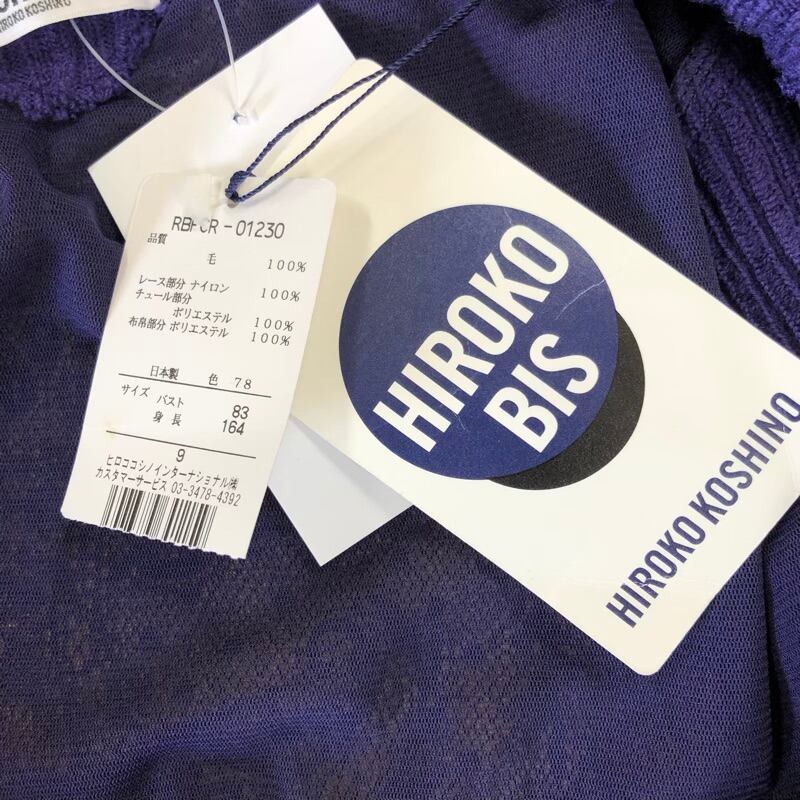 HIROKO KOSHINO
RBFCR-01230
品質
毛 100%
レース部分 ナイロン 100%
チュール部分
ポリエステル 100%
布帛部分 ポリエステル 100%
日本製 色 78
サイズ バスト 83
身長 164
9
ヒロココシノインターナショナル㈱
カスタマーサービス 03-3478-4392
HIROKO
BIS
HIROKO KOSHINO